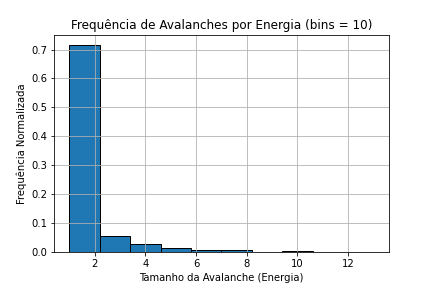 Frequência de Avalanches por Energia (bins = 10)
0.7
0.6
0.5
0.4
0.3
0.2
0.1
0.0
Frequência Normalizada
2 4 6 8 10 12
Tamanho da Avalanche (Energia)